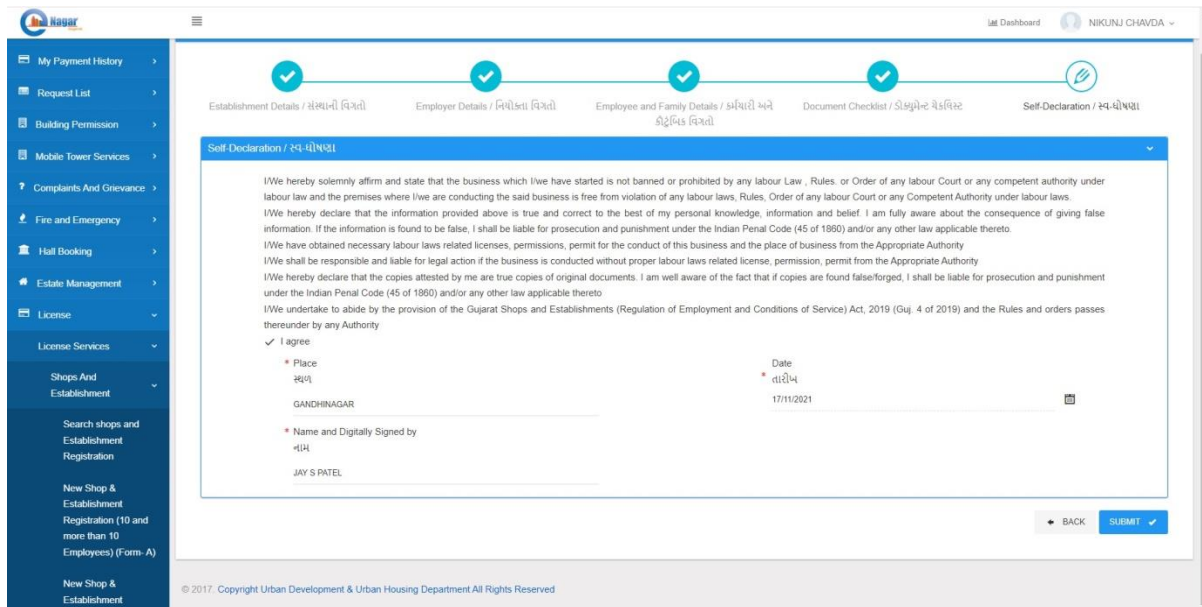 Nagar
Dashboard
NIKUNJ CHAVDA
My Payment History
Request List
Building Permission
Mobile Tower Services
Complaints And Grievance
Fire and Emergency
Hall Booking
Estate Management
License
License Services
Shops And
Establishment
Search shops and
Establishment
Registration
New Shop &
Establishment
Registration (10 and
more than 10
Employees) (Form- A)
New Shop &
Establishment
Establishment Details / સંસ્થાની વિગતો
Employer Details / નિયોક્તા વિગતો
Employee and Family Details / કર્મચારી અને
કૌટુંબિક વિગતો
Document Checklist / ડોક્યુમેન્ટ ચેકલિસ્ટ
Self-Declaration / સ્વ-ઘોષણા
Self-Declaration / સ્વ-ઘોષણા
I/We hereby solemnly affirm and state that the business which I/we have started is not banned or prohibited by any labour Law , Rules. or Order of any labour Court or any competent authority under
labour law and the premises where I/we are conducting the said business is free from violation of any labour laws, Rules, Order of any labour Court or any Competent Authority under labour laws.
I/We hereby declare that the information provided above is true and correct to the best of my personal knowledge, information and belief. I am fully aware about the consequence of giving false
information. If the information is found to be false, I shall be liable for prosecution and punishment under the Indian Penal Code (45 of 1860) and/or any other law applicable thereto.
I/We have obtained necessary labour laws related licenses, permissions, permit for the conduct of this business and the place of business from the Appropriate Authority
I/We shall be responsible and liable for legal action if the business is conducted without proper labour laws related license, permission, permit from the Appropriate Authority
I/We hereby declare that the copies attested by me are true copies of original documents. I am well aware of the fact that if copies are found false/forged, I shall be liable for prosecution and punishment
under the Indian Penal Code (45 of 1860) and/or any other law applicable thereto
I/We undertake to abide by the provision of the Gujarat Shops and Establishments (Regulation of Employment and Conditions of Service) Act, 2019 (Guj. 4 of 2019) and the Rules and orders passes
thereunder by any Authority
I agree
* Place
સ્થળ
GANDHINAGAR
Date
* તારીખ
17/11/2021
* Name and Digitally Signed by
નામ
JAY S PATEL
BACK
SUBMIT
© 2017. Copyright Urban Development & Urban Housing Department.All Rights Reserved